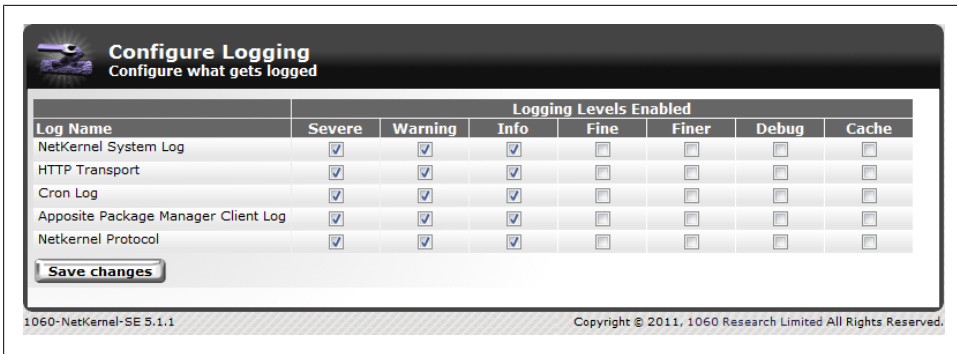 Configure Logging
Configure what gets logged
Logging Levels Enabled
Log Name Severe Warning Info Fine Finer Debug Cache
NetKernel System Log
HTTP Transport
Cron Log
Apposite Package Manager Client Log
Netkernel Protocol
Save changes
1060-NetKernel-SE 5.1.1 Copyright © 2011, 1060 Research Limited All Rights Reserved.